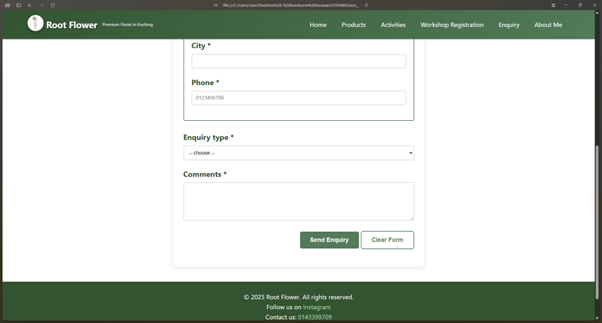 Root Flower Premium Florist in Kuching Home Products Activities Workshop Registration Enquiry About Me
City *
Phone *
0123456789
Enquiry type *
-- choose --
Comments *
Send Enquiry Clear Form
© 2025 Root Flower. All rights reserved.
Follow us on Instagram
Contact us: 0143399709